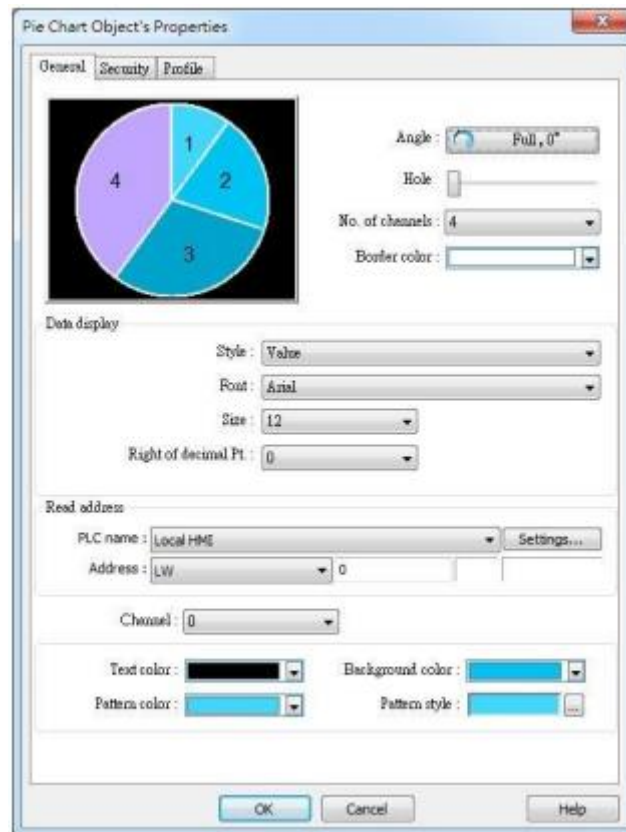 Pie Chart Object's Properties
General Security Profile
1
2
3
4
Angle : Full , 0°
Hole
No. of channels : 4
Border color :
Data display
Style : Value
Font : Arial
Size : 12
Right of decimal Pt. : 0
Read address
PLC name : Local HMI Settings...
Address : LW 0
Channel : 0
Text color : Background color :
Pattern color : Pattern style : ...
OK Cancel Help